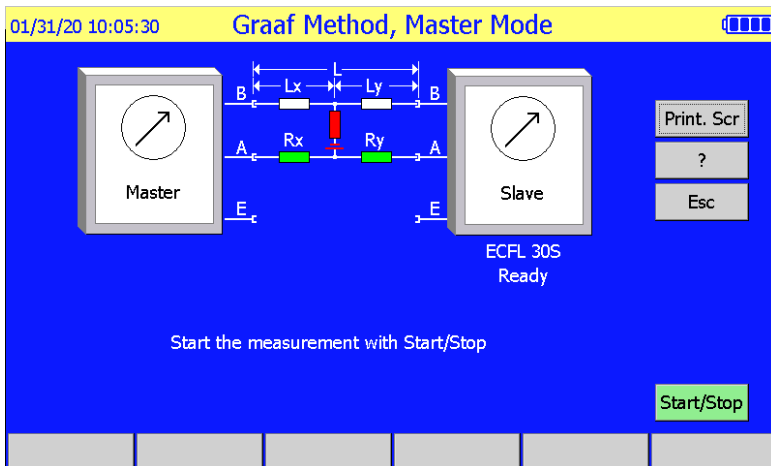 01/31/20 10:05:30
Graaf Method, Master Mode
L
B
Lx
Ly
B
A
Rx
Ry
A
Master
Slave
E
E
ECFL 30S
Ready
Print. Scr
?
Esc
Start the measurement with Start/Stop
Start/Stop